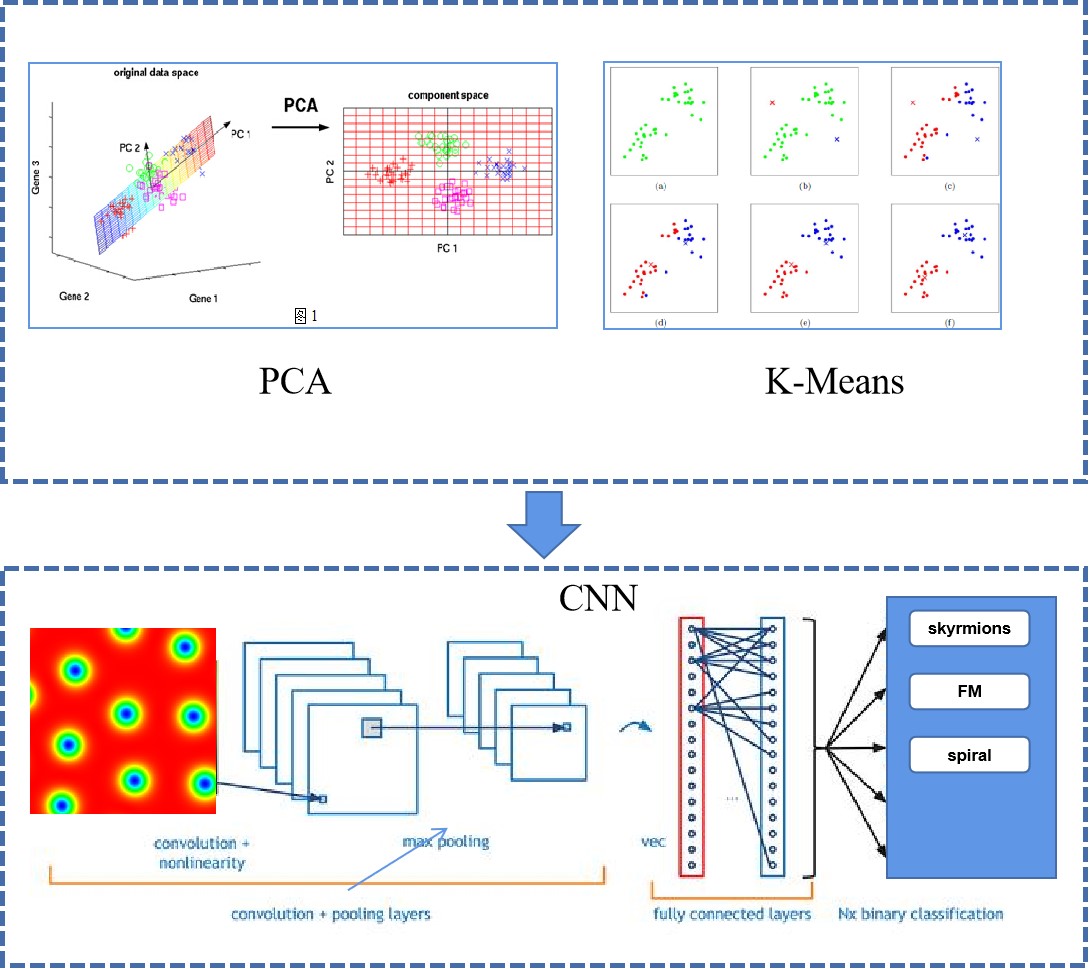 original data space
PCA
component space
PC 1
PC 2
Gene 3
Gene 2
Gene 1
PC 2
PC 1
图 1
(a)
(b)
(c)
(d)
(e)
(f)
PCA
K-Means
CNN
convolution +
nonlinearity
max pooling
vec
convolution + pooling layers
fully connected layers
Nx binary classification
skyrmions
FM
spiral